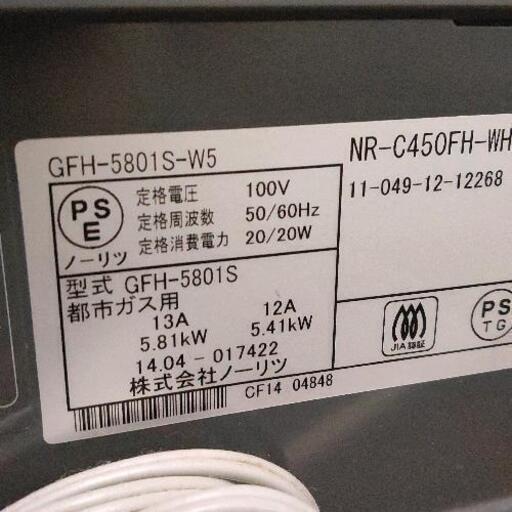 GFH-5801S-W5
NR-C450FH-WH
11-049-12-12268
PS
E
ノーリツ
定格電圧 100V
定格周波数 50/60Hz
定格消費電力 20/20W
型式 GFH-5801S
都市ガス用
13A 12A
5.81kW 5.41kW
14.04-017422
株式会社ノーリツ
CF14 04848
JIA認証
PS
TG